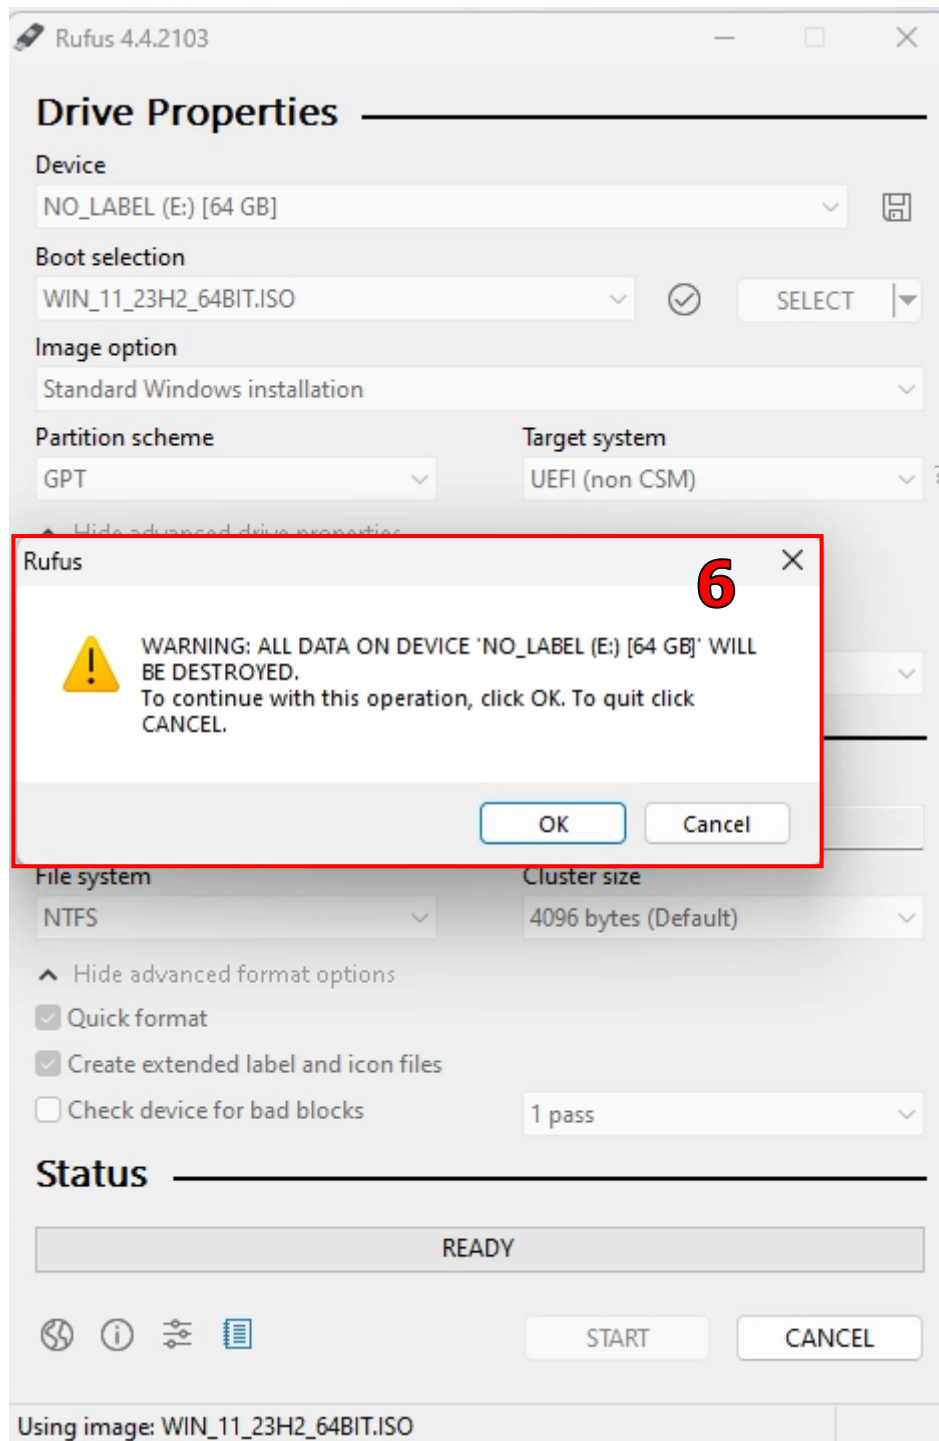 Rufus 4.4.2103
Drive Properties
Device
NO_LABEL (E:) [64 GB]
Boot selection
WIN_11_23H2_64BIT.ISO
SELECT
Image option
Standard Windows installation
Partition scheme
Target system
GPT
UEFI (non CSM)
?
Hide advanced drive properties
Rufus
6
WARNING: ALL DATA ON DEVICE 'NO_LABEL (E:) [64 GB]' WILL
BE DESTROYED.
To continue with this operation, click OK. To quit click
CANCEL.
OK
Cancel
File system
Cluster size
NTFS
4096 bytes (Default)
Hide advanced format options
Quick format
Create extended label and icon files
Check device for bad blocks
1 pass
Status
READY
START
CANCEL
Using image: WIN_11_23H2_64BIT.ISO